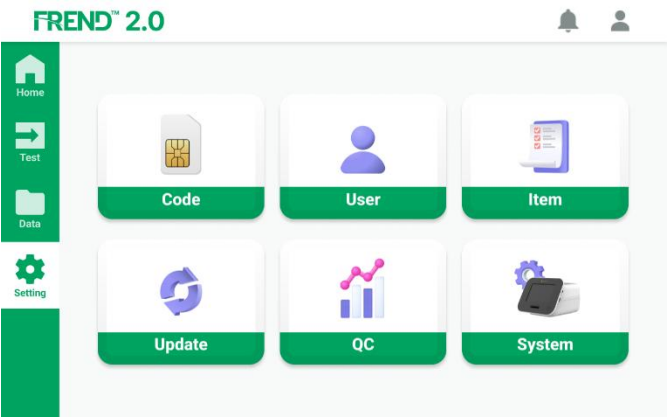 FREND™ 2.0
Home
Test
Data
Setting
Code
User
Item
Update
QC
System